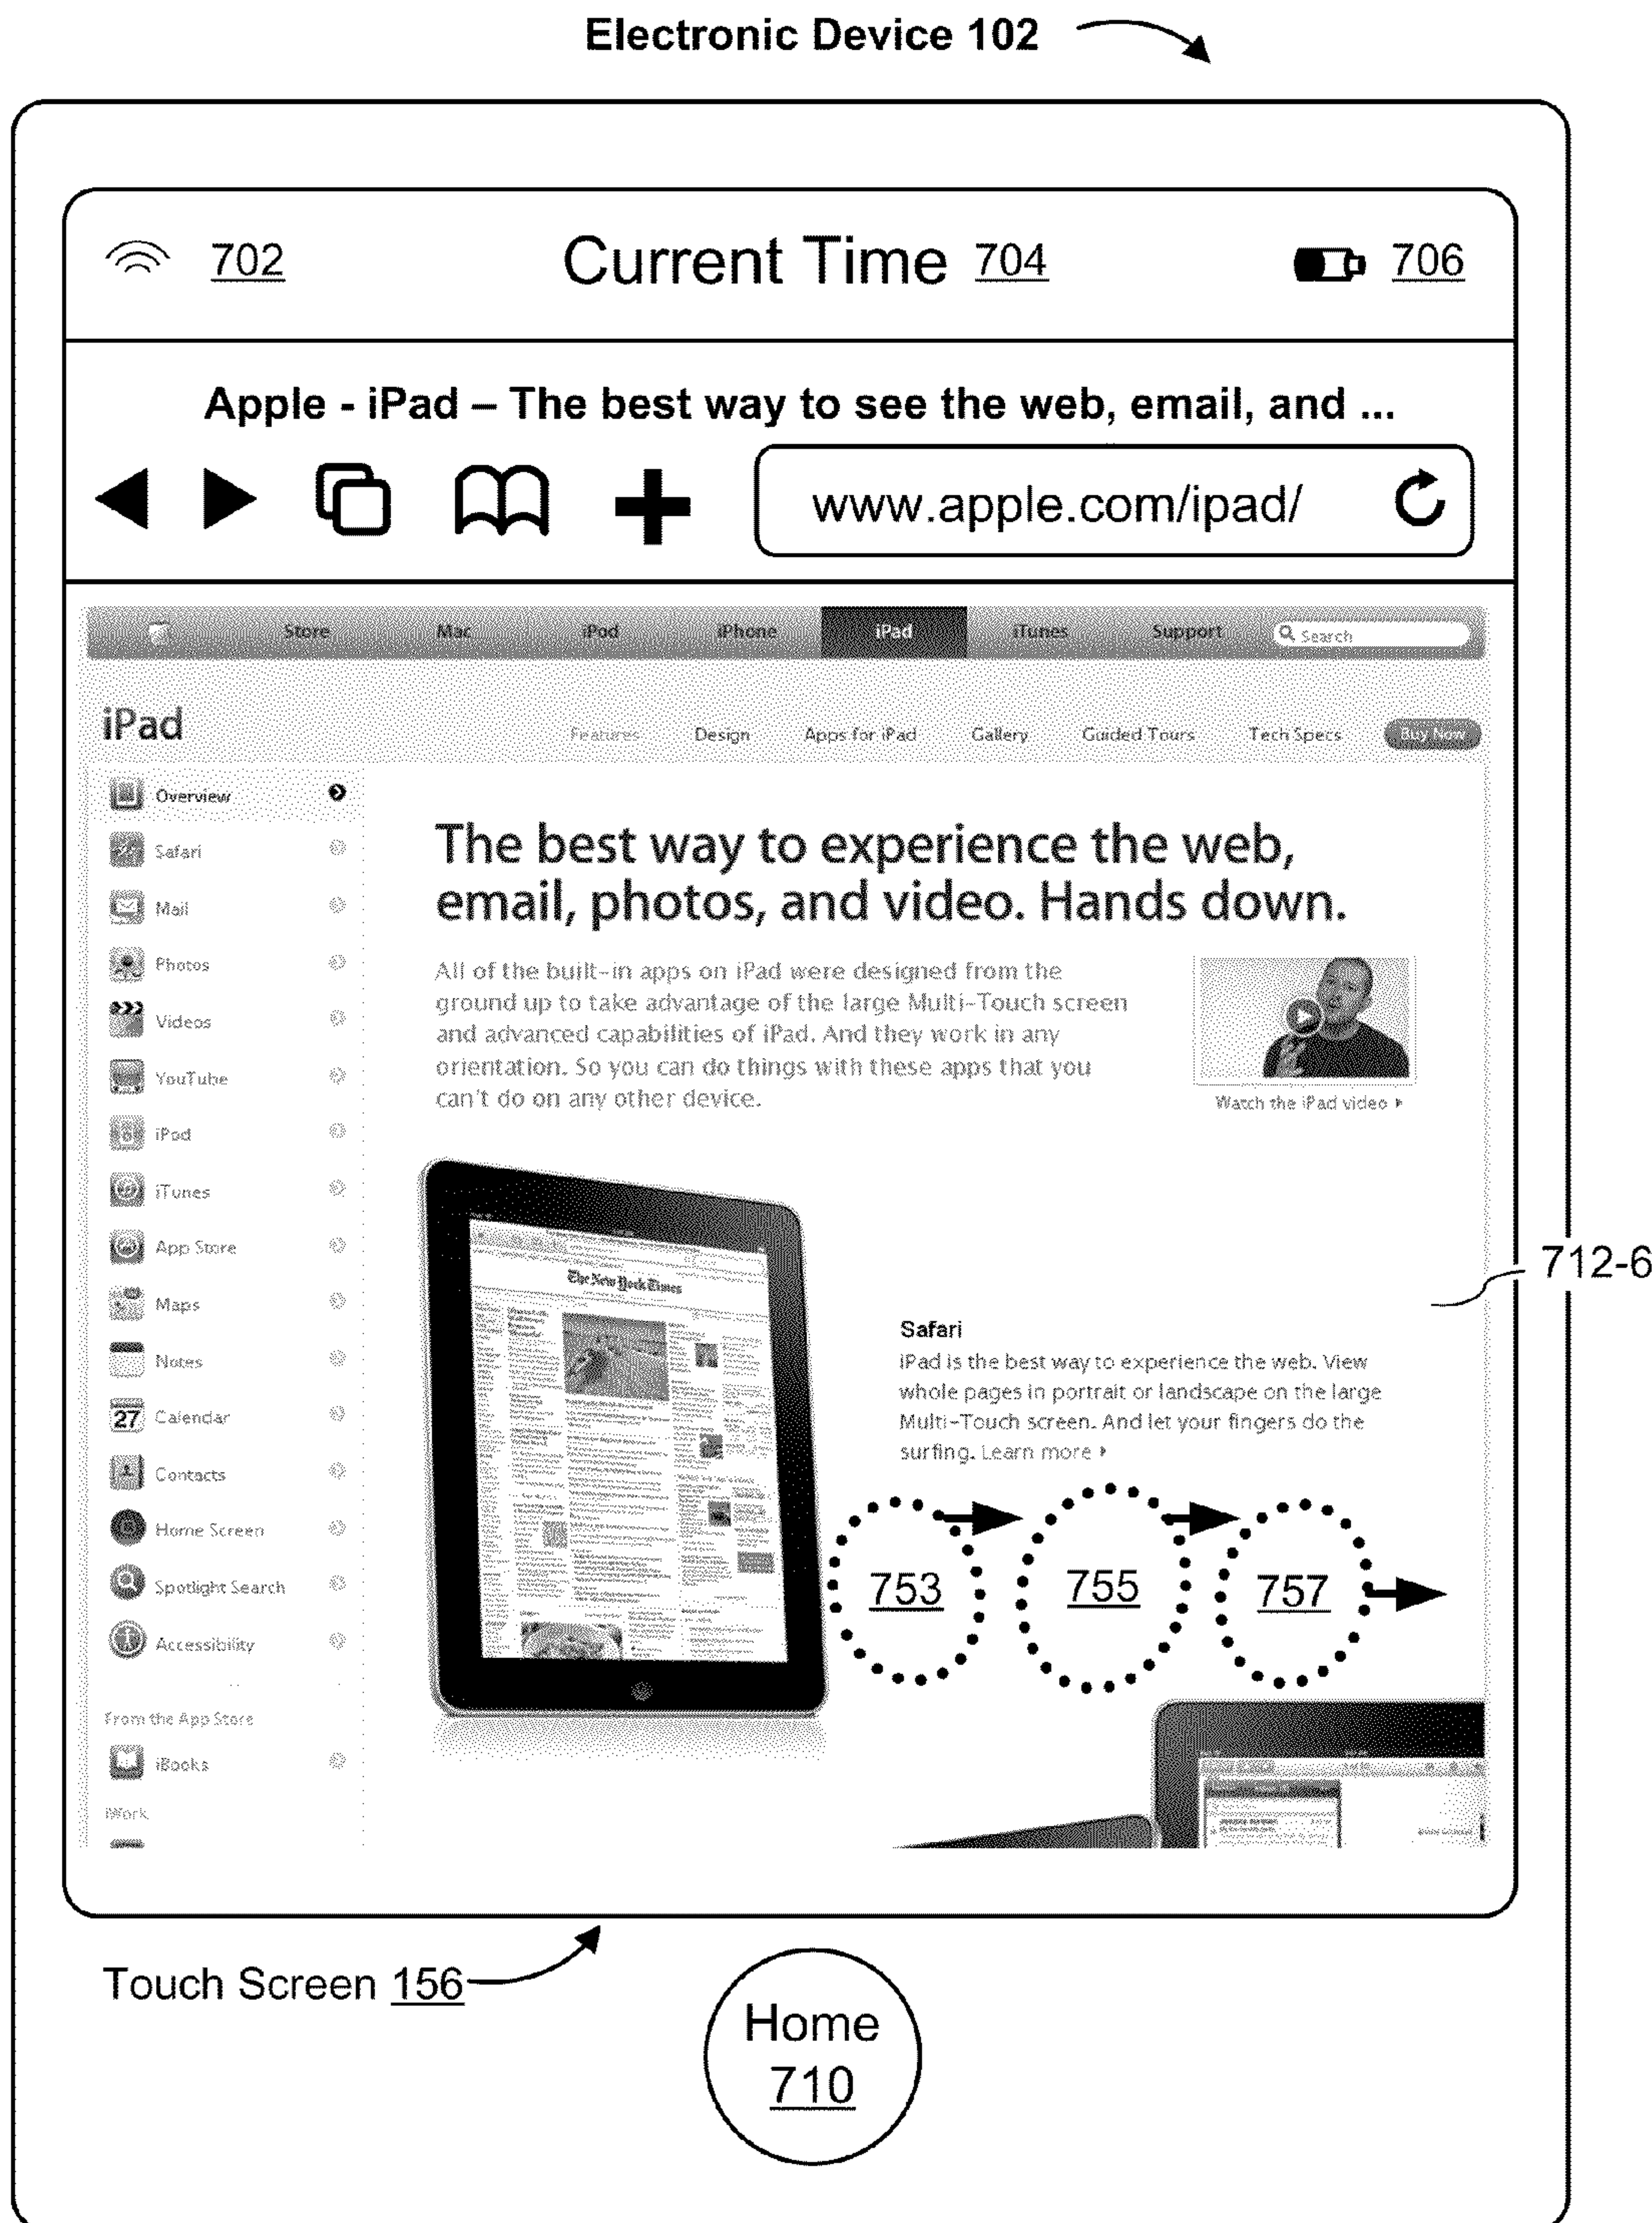 Electronic Device 102
702
Current Time 704
706
Apple - iPad – The best way to see the web, email, and ...
www.apple.com/ipad/
Store Mac iPod iPhone iPad iTunes Support Search
iPad
Features Design Apps for iPad Gallery Guided Tours Tech Specs Buy Now
Overview
Safari
Mail
Photos
Videos
YouTube
iPod
iTunes
App Store
Maps
Notes
27 Calendar
Contacts
Home Screen
Spotlight Search
Accessibility
From the App Store
iBooks
iWork
The best way to experience the web,
email, photos, and video. Hands down.
All of the built-in apps on iPad were designed from the
ground up to take advantage of the large Multi-Touch screen
and advanced capabilities of iPad. And they work in any
orientation. So you can do things with these apps that you
can't do on any other device.
Watch the iPad video
The New York Times
712-6
Safari
iPad is the best way to experience the web. View
whole pages in portrait or landscape on the large
Multi-Touch screen. And let your fingers do the
surfing. Learn more
753
755
757
Touch Screen 156
Home
710